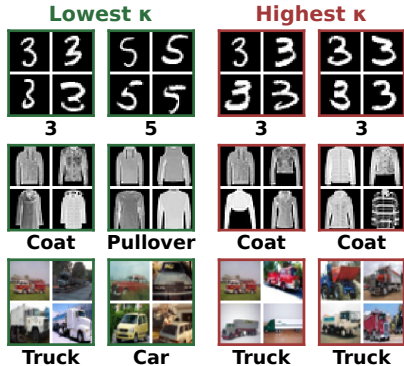 Lowest κ Highest κ
3 5 3 3
Coat Pullover Coat Coat
Truck Car Truck Truck